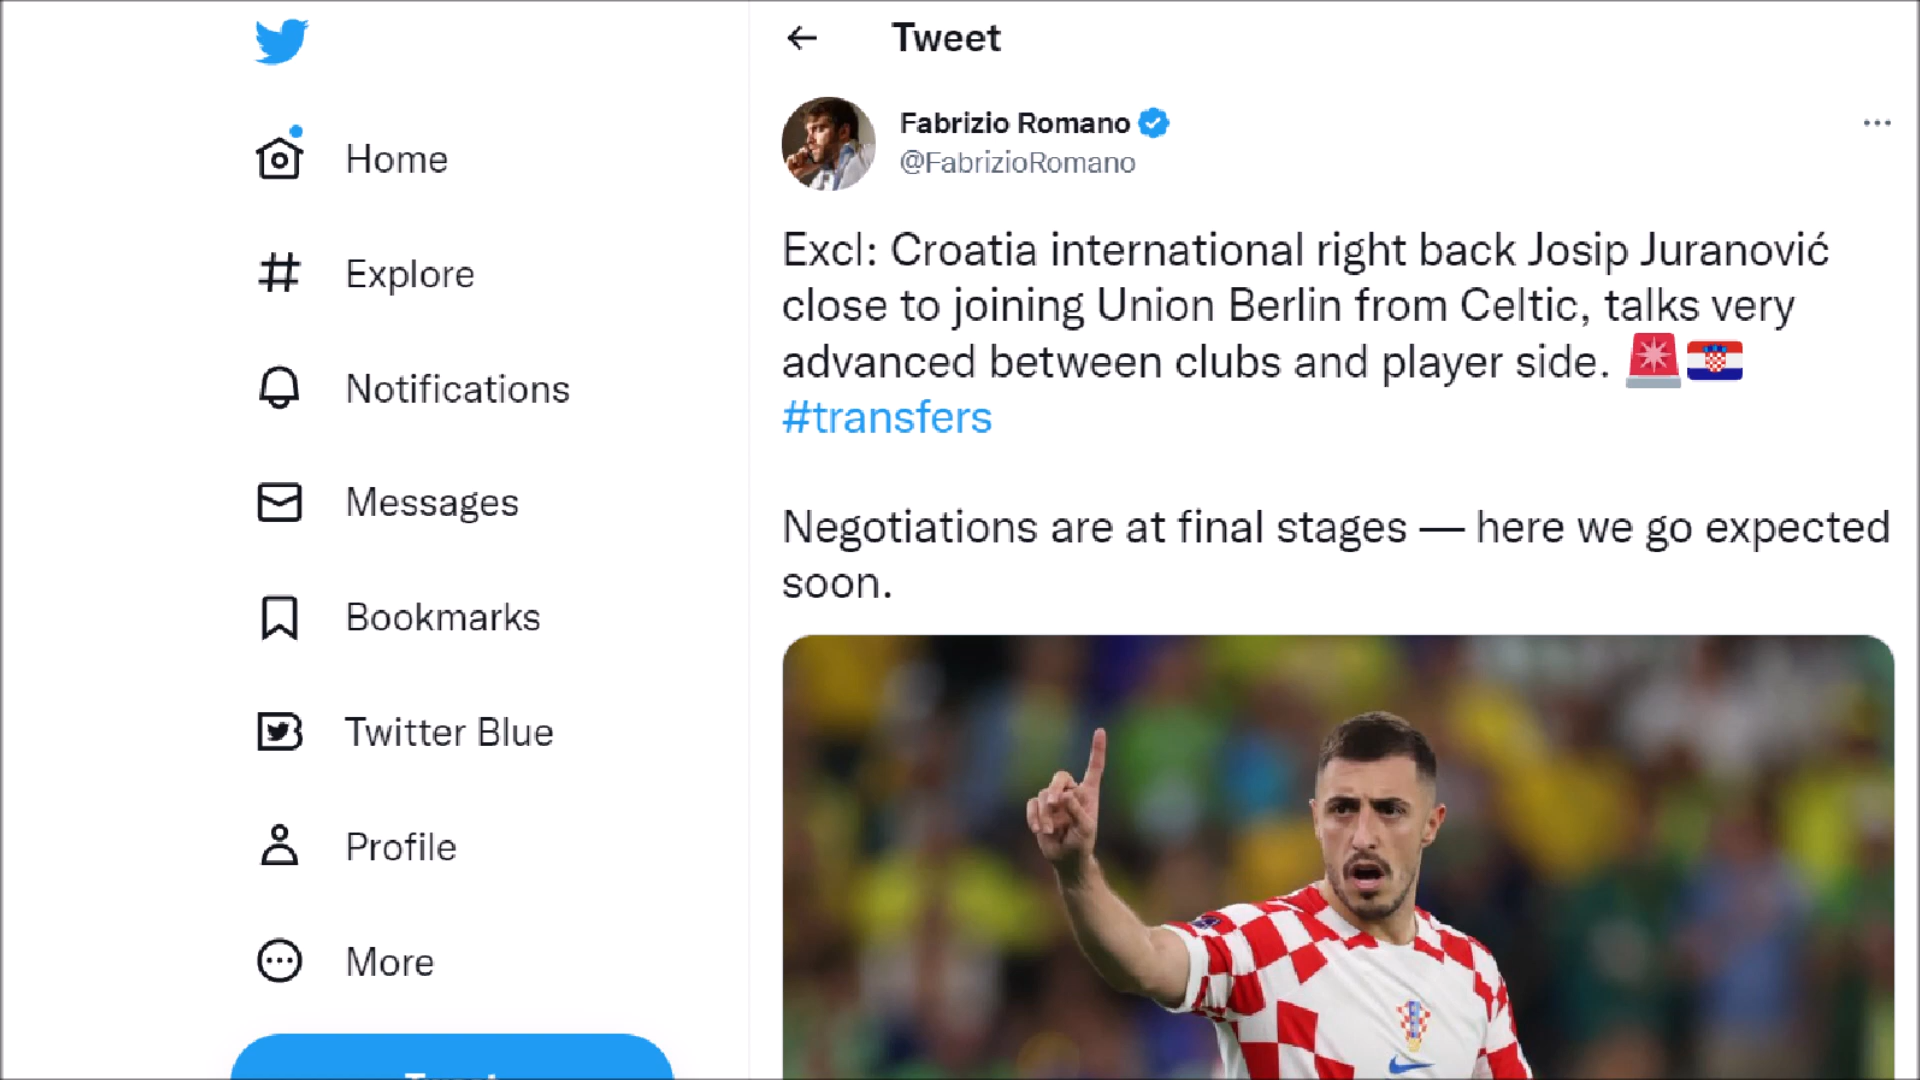 Tweet
Fabrizio Romano
@FabrizioRomano
Home
Explore
Notifications
Messages
Bookmarks
Twitter Blue
Profile
More
Tweet
Excl: Croatia international right back Josip Juranović
close to joining Union Berlin from Celtic, talks very
advanced between clubs and player side. 🚨🇭🇷
#transfers
Negotiations are at final stages — here we go expected
soon.